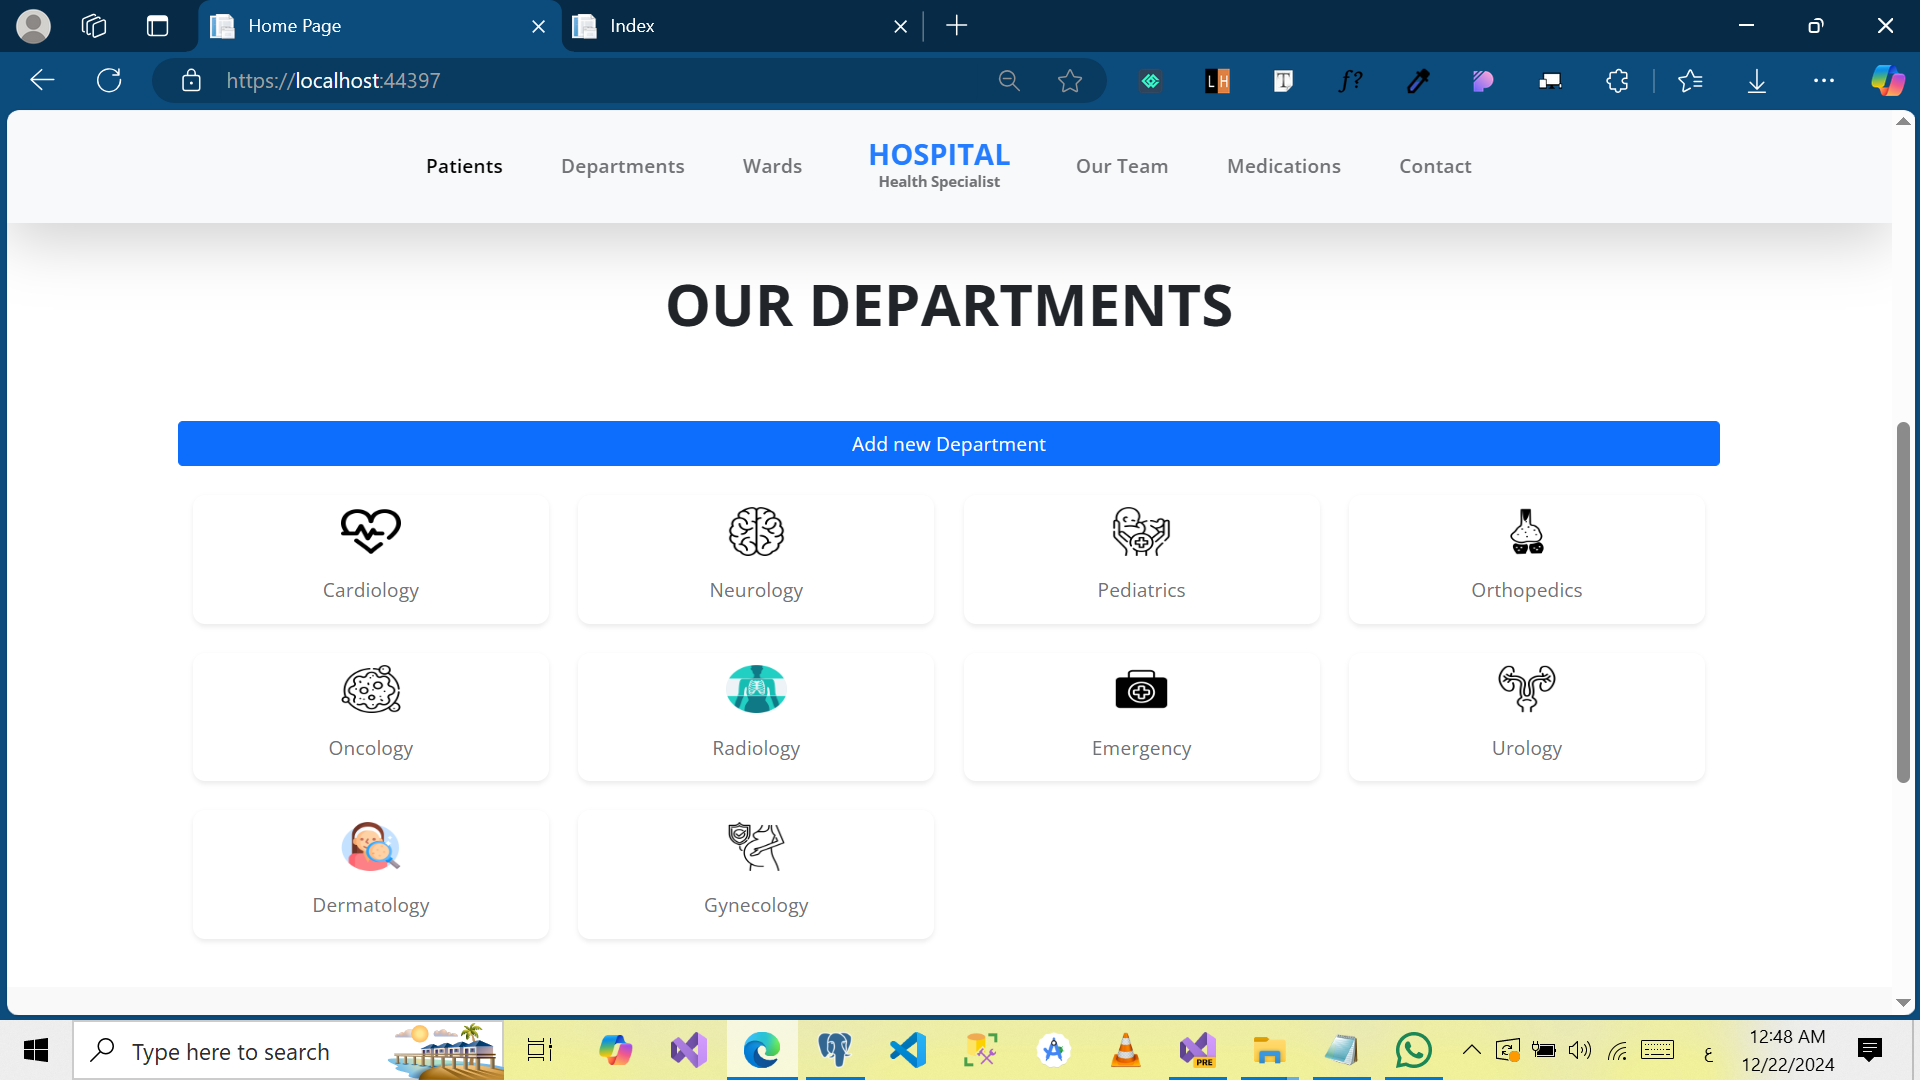 Home Page
Index
https://localhost:44397
LH
T
f?
Patients
Departments
Wards
HOSPITAL
Health Specialist
Our Team
Medications
Contact
OUR DEPARTMENTS
Add new Department
Cardiology
Neurology
Pediatrics
Orthopedics
Oncology
Radiology
Emergency
Urology
Dermatology
Gynecology
Type here to search
PRE
ع
12:48 AM
12/22/2024